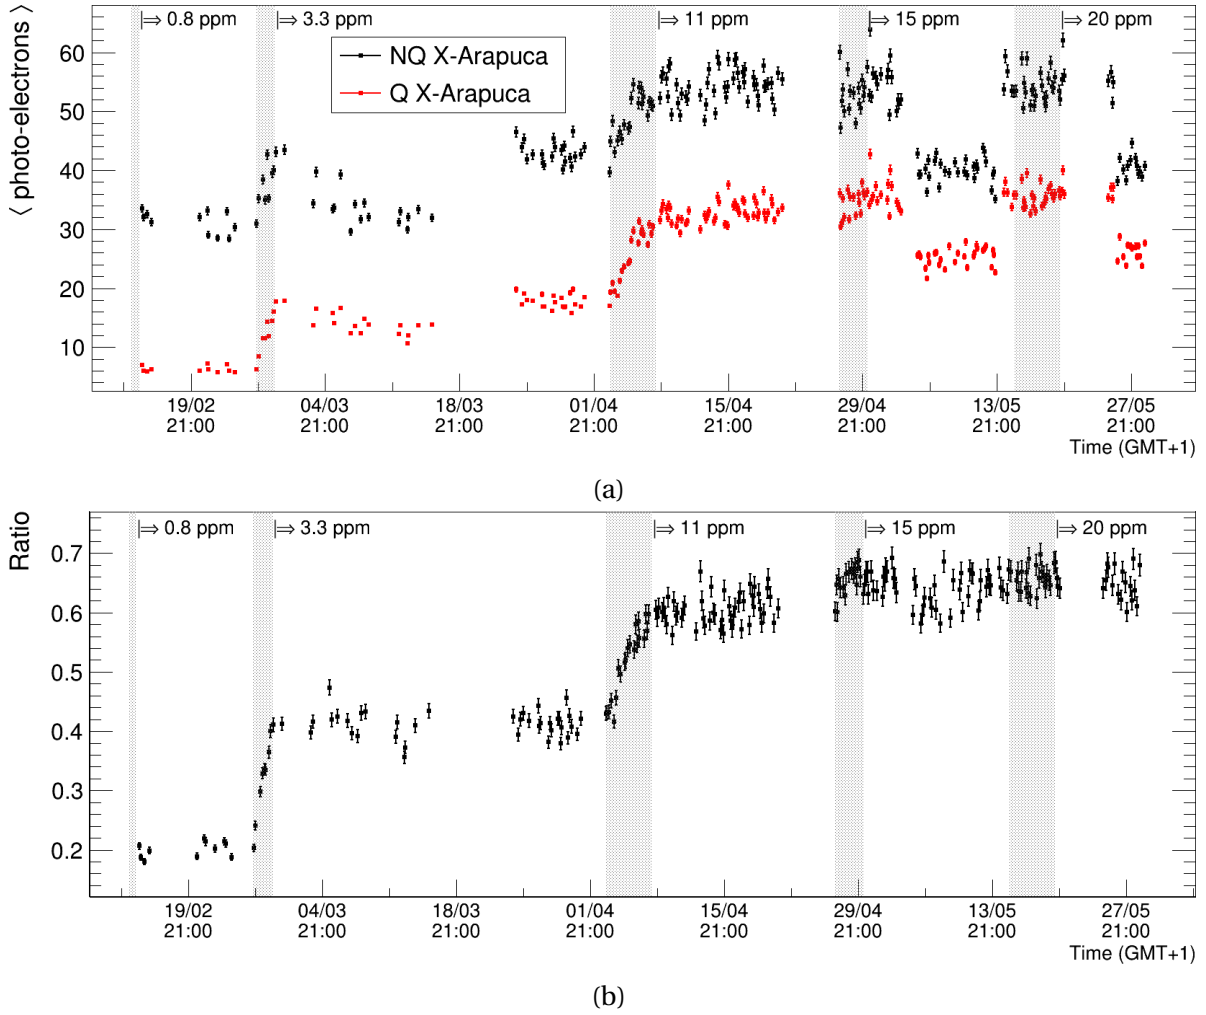 ⟨ photo-electrons ⟩
|⇒ 0.8 ppm
|⇒ 3.3 ppm
|⇒ 11 ppm
|⇒ 15 ppm
|⇒ 20 ppm
NQ X-Arapuca
Q X-Arapuca
60
50
40
30
20
10
19/02 04/03 18/03 01/04 15/04 29/04 13/05 27/05
21:00 21:00 21:00 21:00 21:00 21:00 21:00 21:00
Time (GMT+1)
(a)
Ratio
|⇒ 0.8 ppm
|⇒ 3.3 ppm
|⇒ 11 ppm
|⇒ 15 ppm
|⇒ 20 ppm
0.7
0.6
0.5
0.4
0.3
0.2
19/02 04/03 18/03 01/04 15/04 29/04 13/05 27/05
21:00 21:00 21:00 21:00 21:00 21:00 21:00 21:00
Time (GMT+1)
(b)